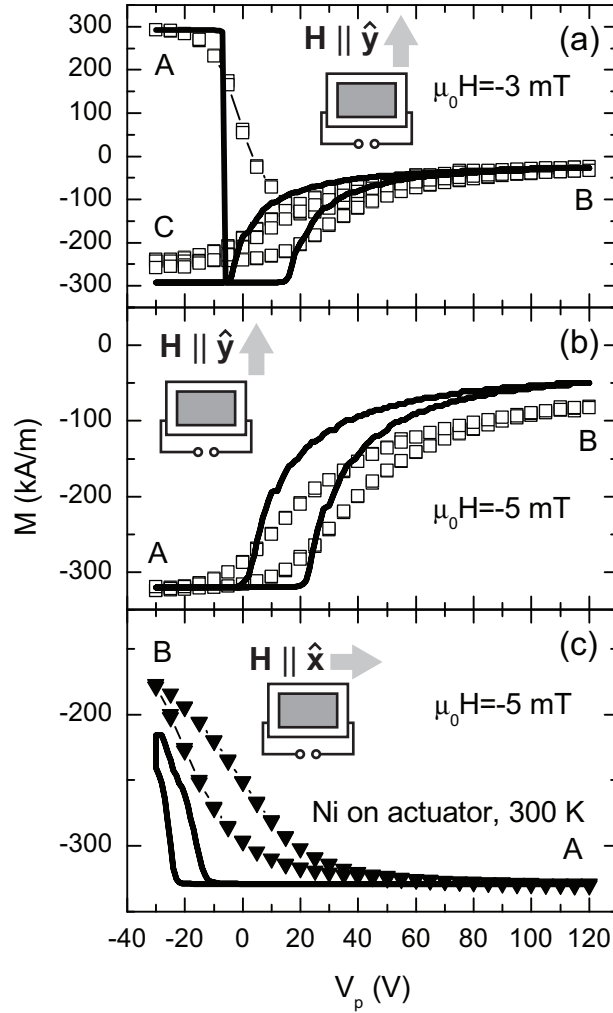 300
200
100
0
-100
-200
-300
A
C
B
H || ŷ
(a)
μ₀H=-3 mT
0
-100
-200
-300
H || ŷ
(b)
A
B
μ₀H=-5 mT
M (kA/m)
-200
-300
B
H || x̂
(c)
μ₀H=-5 mT
Ni on actuator, 300 K
A
-40 -20 0 20 40 60 80 100 120
Vₚ (V)